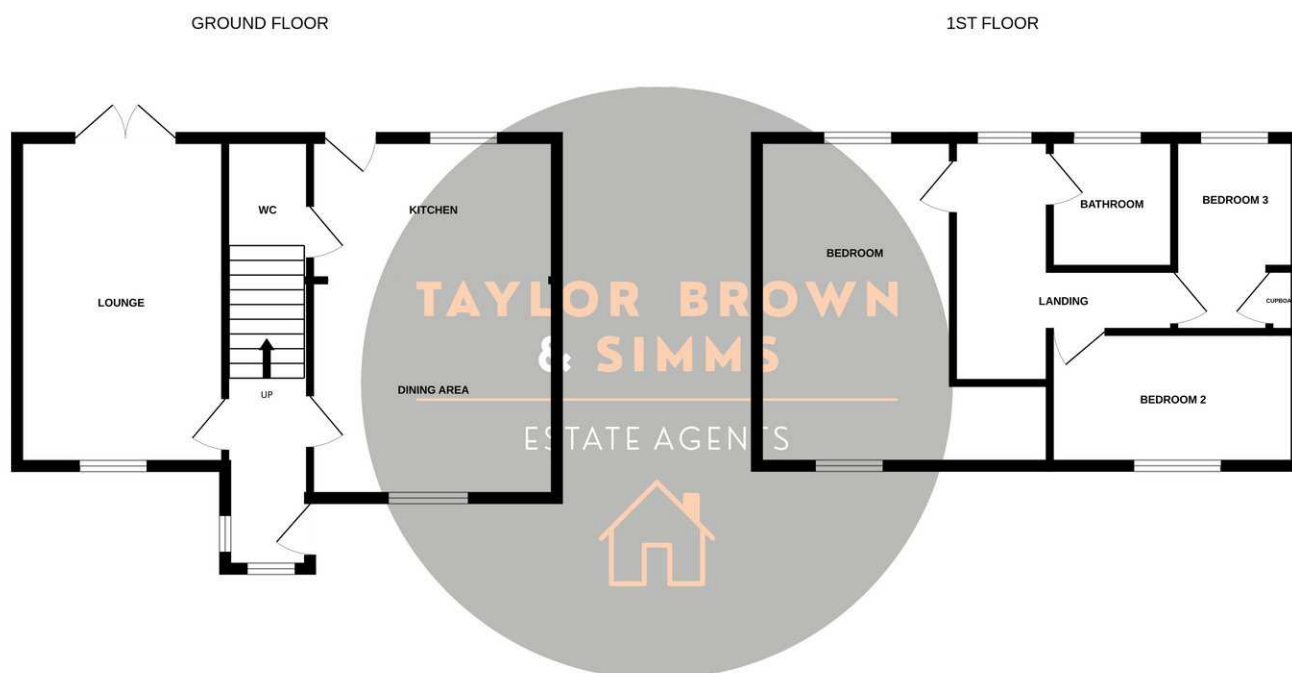 GROUND FLOOR
1ST FLOOR
WC
KITCHEN
LOUNGE
UP
DINING AREA
BATHROOM
BEDROOM 3
BEDROOM
LANDING
CUPBOA
BEDROOM 2
TAYLOR BROWN
& SIMMS
ESTATE AGENTS